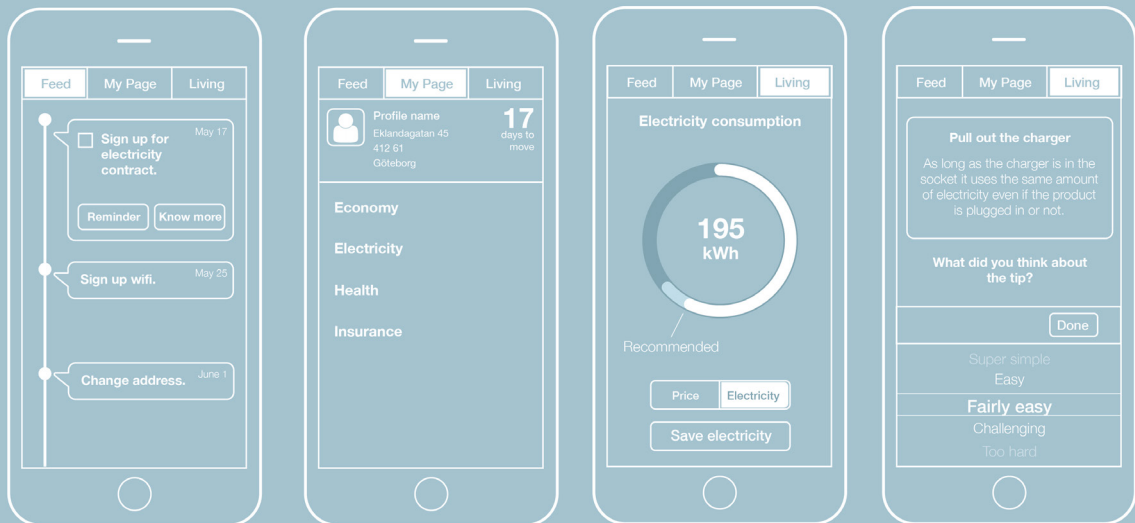 Feed My Page Living
May 17
Sign up for
electricity
contract.
Reminder Know more
May 25
Sign up wifi.
June 1
Change address.
Feed My Page Living
Profile name
Eklandagatan 45
412 61
Göteborg
17
days to
move
Economy
Electricity
Health
Insurance
Feed My Page Living
Electricity consumption
195
kWh
Recommended
Price Electricity
Save electricity
Feed My Page Living
Pull out the charger
As long as the charger is in the
socket it uses the same amount
of electricity even if the product
is plugged in or not.
What did you think about
the tip?
Done
Super simple
Easy
Fairly easy
Challenging
Too hard